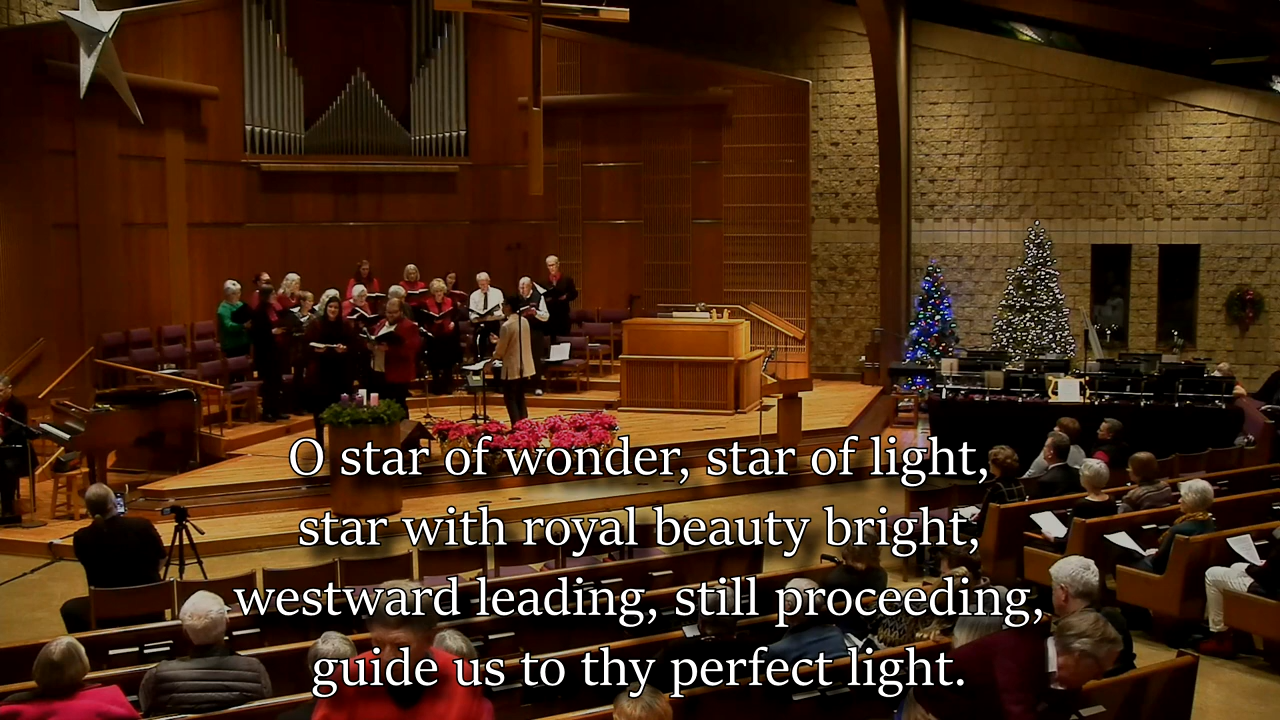 O star of wonder, star of light,
star with royal beauty bright,
westward leading, still proceeding,
guide us to thy perfect light.